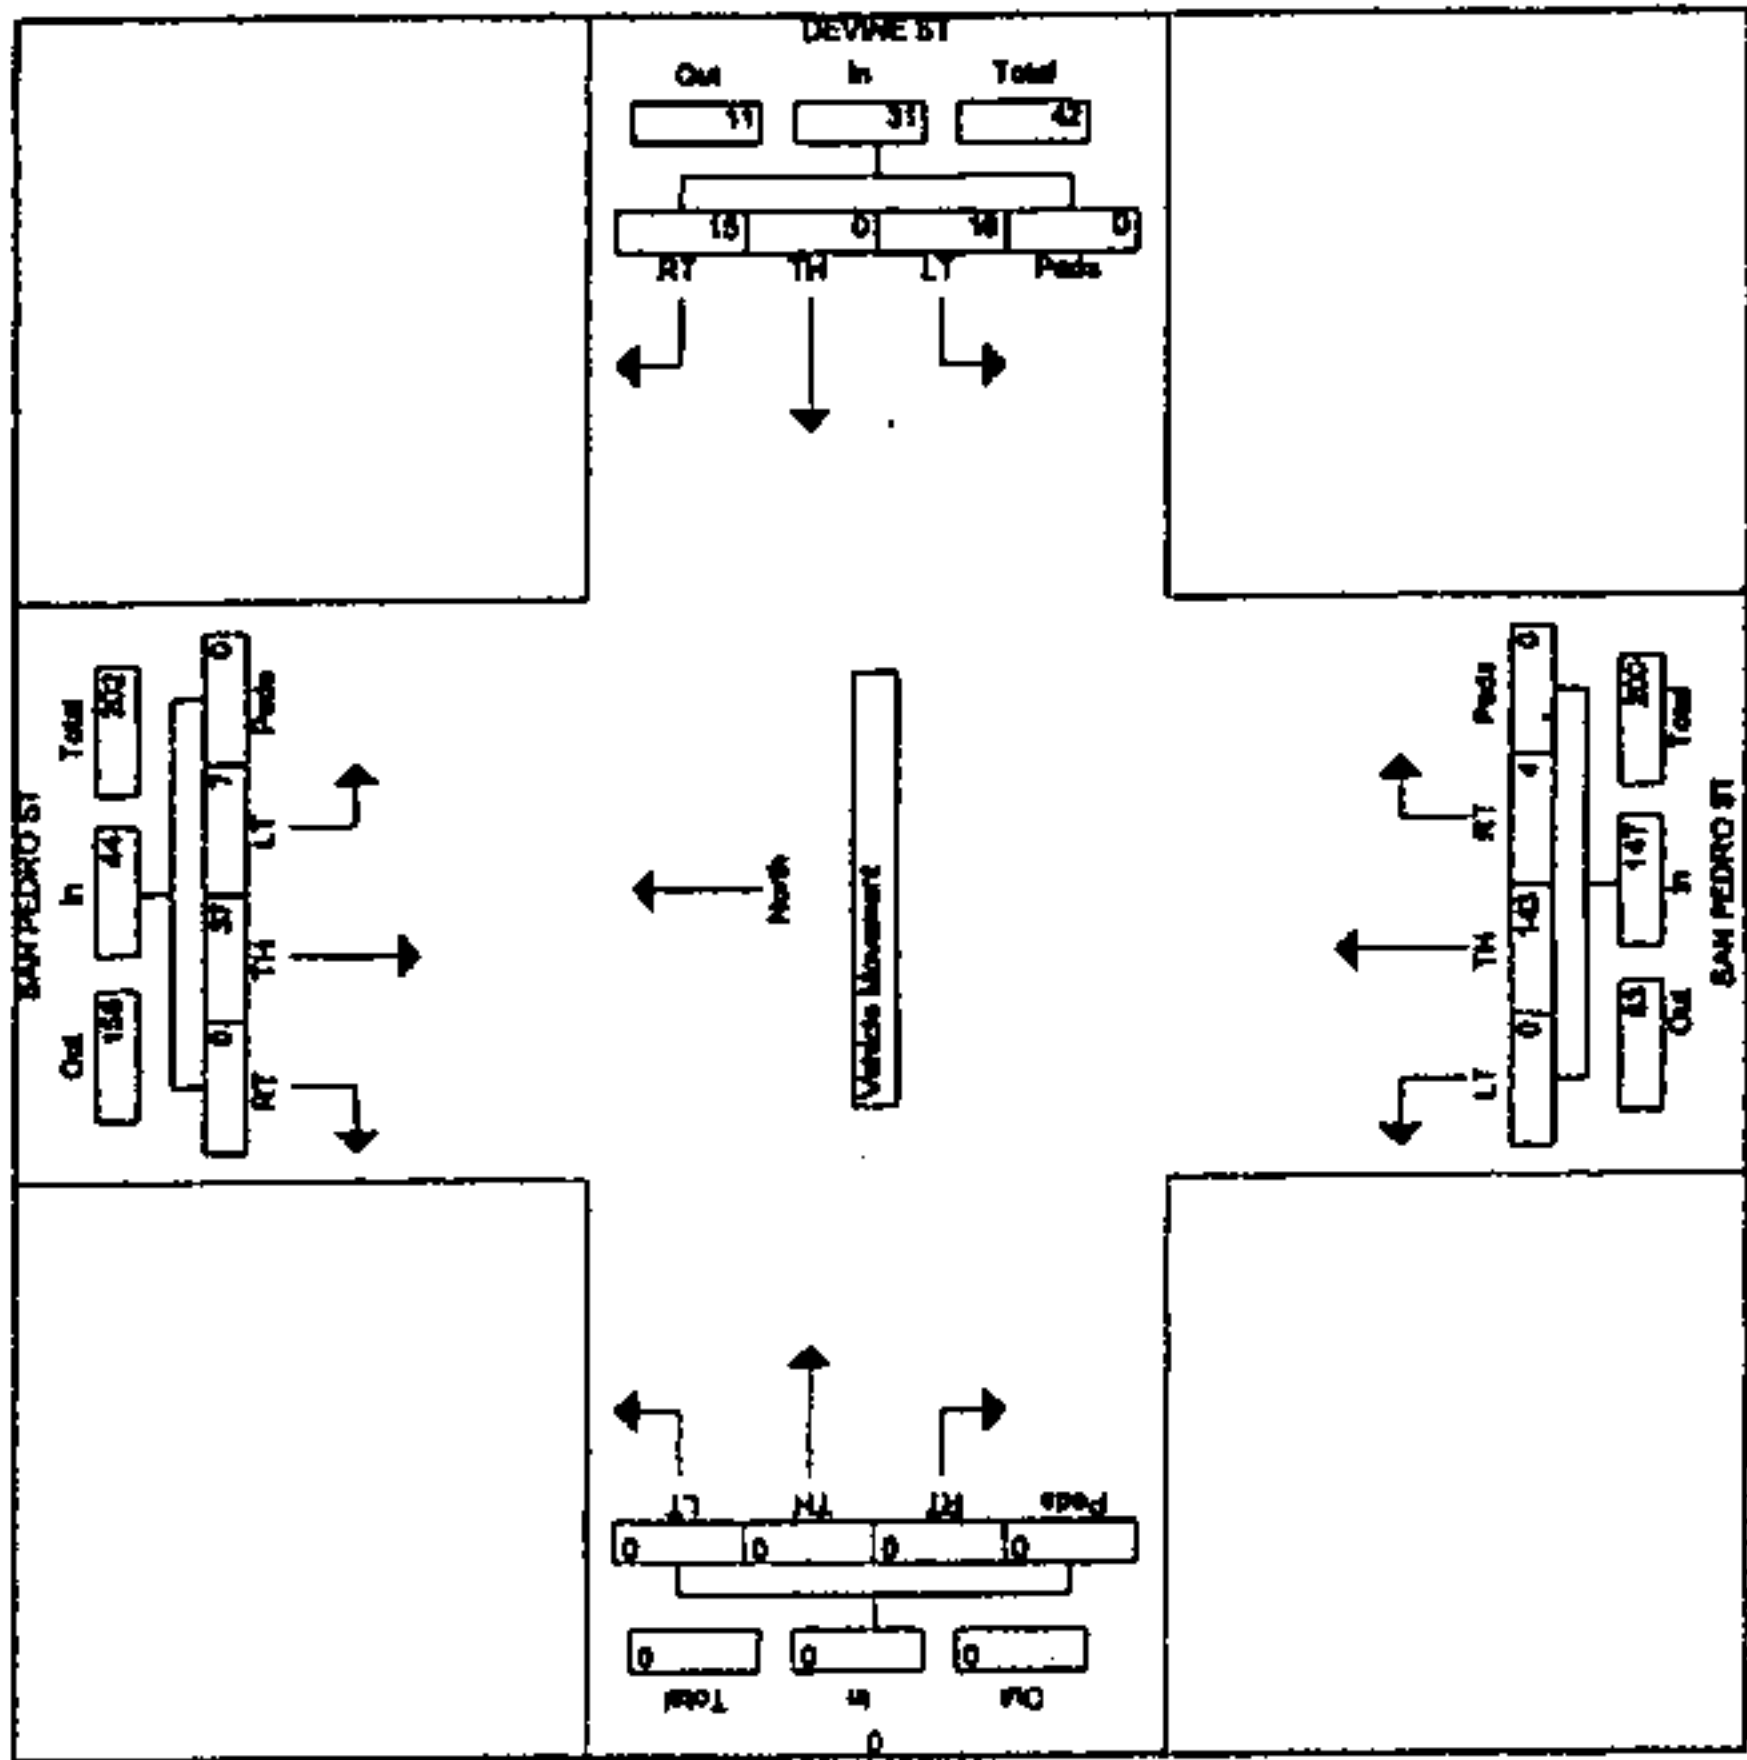 DEVINE ST
Out In Total
11 31 42
15 0 16 0
RT TH LT Peds
SAN PEDRO ST
Out In Total
158 44 202
0 37 7 0
RT TH LT Peds
North
Vehicle Movement
Peds RT TH LT
0 4 143 0
Total In Out
200 147 53
SAN PEDRO ST
LT TH RT Peds
0 0 0 0
0 0 0
Total In Out
0